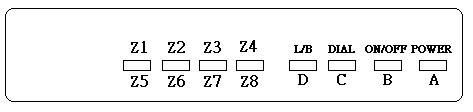 Z1 Z2 Z3 Z4 L/B DIAL ON/OFF POWER
Z5 Z6 Z7 Z8 D C B A